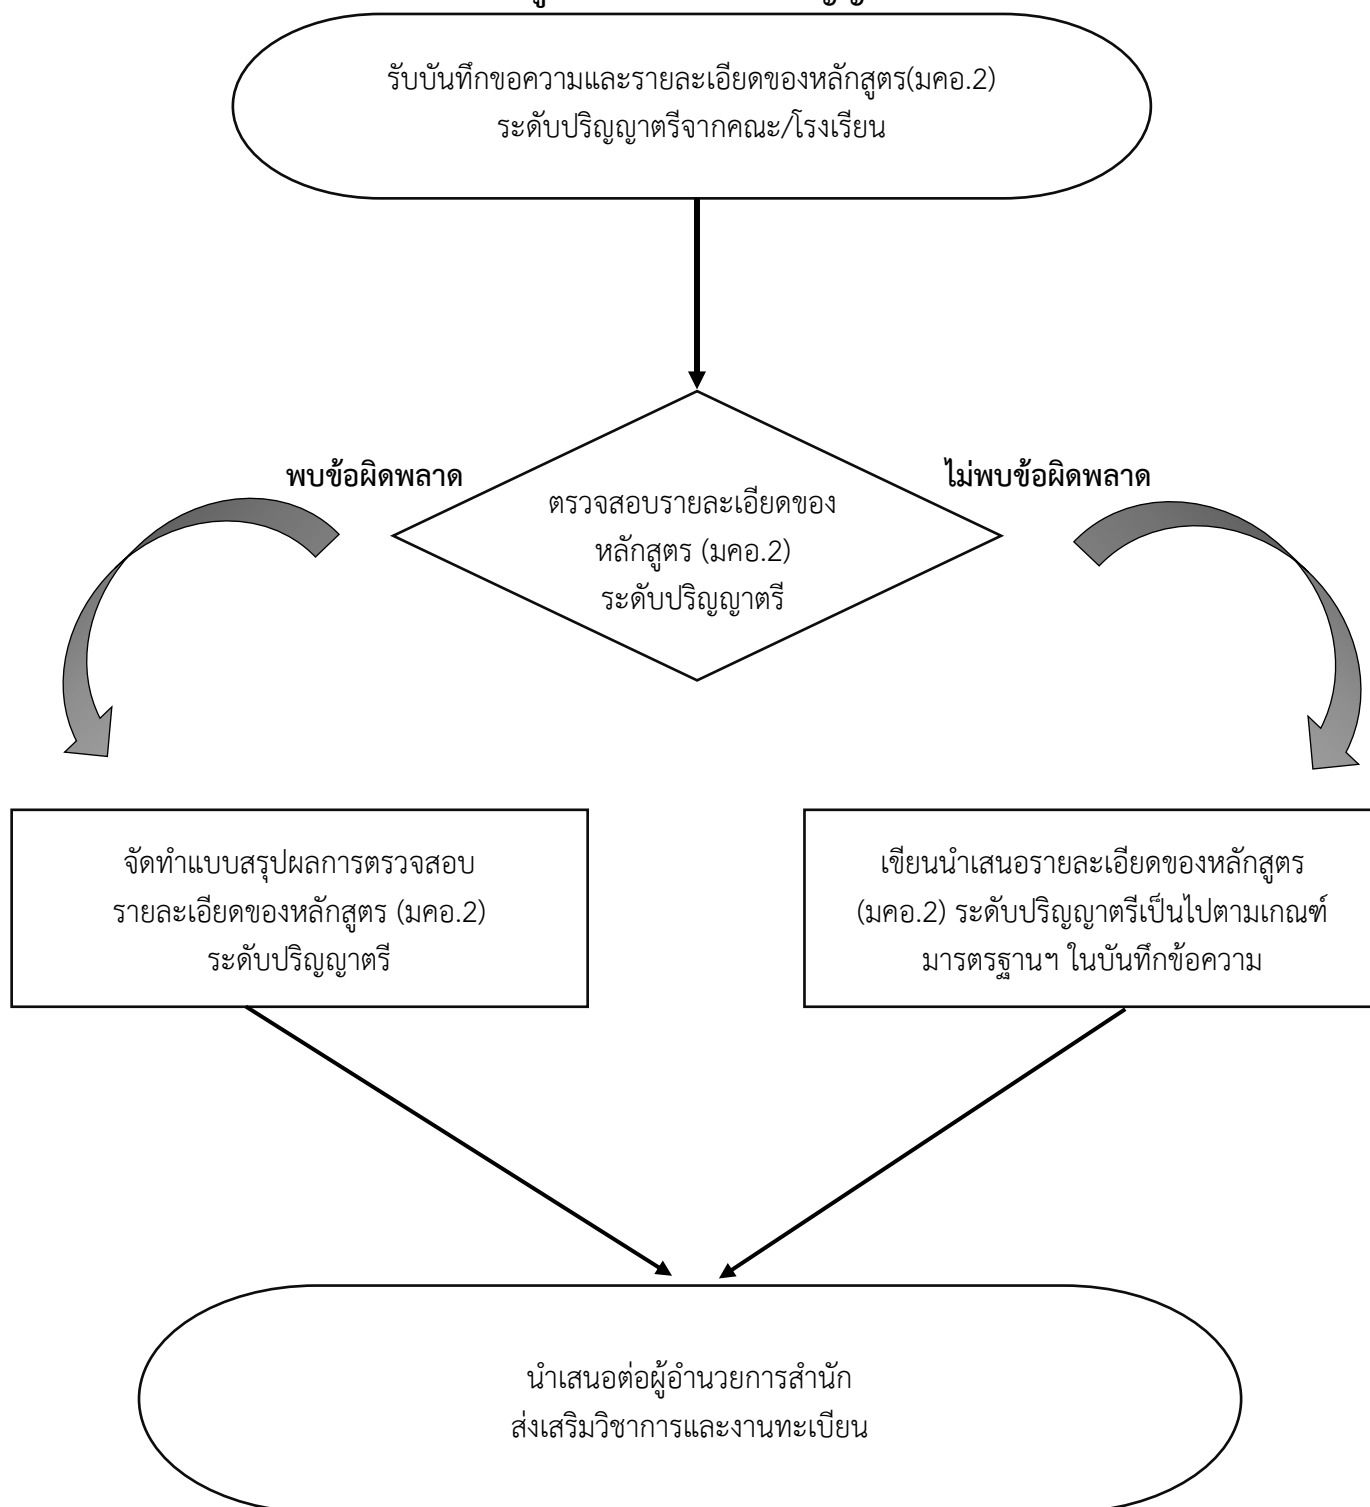 รับบันทึกขอความและรายละเอียดของหลักสูตร(มคอ.2)
ระดับปริญญาตรีจากคณะ/โรงเรียน
พบข้อผิดพลาด
ไม่พบข้อผิดพลาด
ตรวจสอบรายละเอียดของ
หลักสูตร (มคอ.2)
ระดับปริญญาตรี
จัดทำแบบสรุปผลการตรวจสอบ
รายละเอียดของหลักสูตร (มคอ.2)
ระดับปริญญาตรี
เขียนนำเสนอรายละเอียดของหลักสูตร
(มคอ.2) ระดับปริญญาตรีเป็นไปตามเกณฑ์
มารตรฐานฯ ในบันทึกข้อความ
นำเสนอต่อผู้อำนวยการสำนัก
ส่งเสริมวิชาการและงานทะเบียน